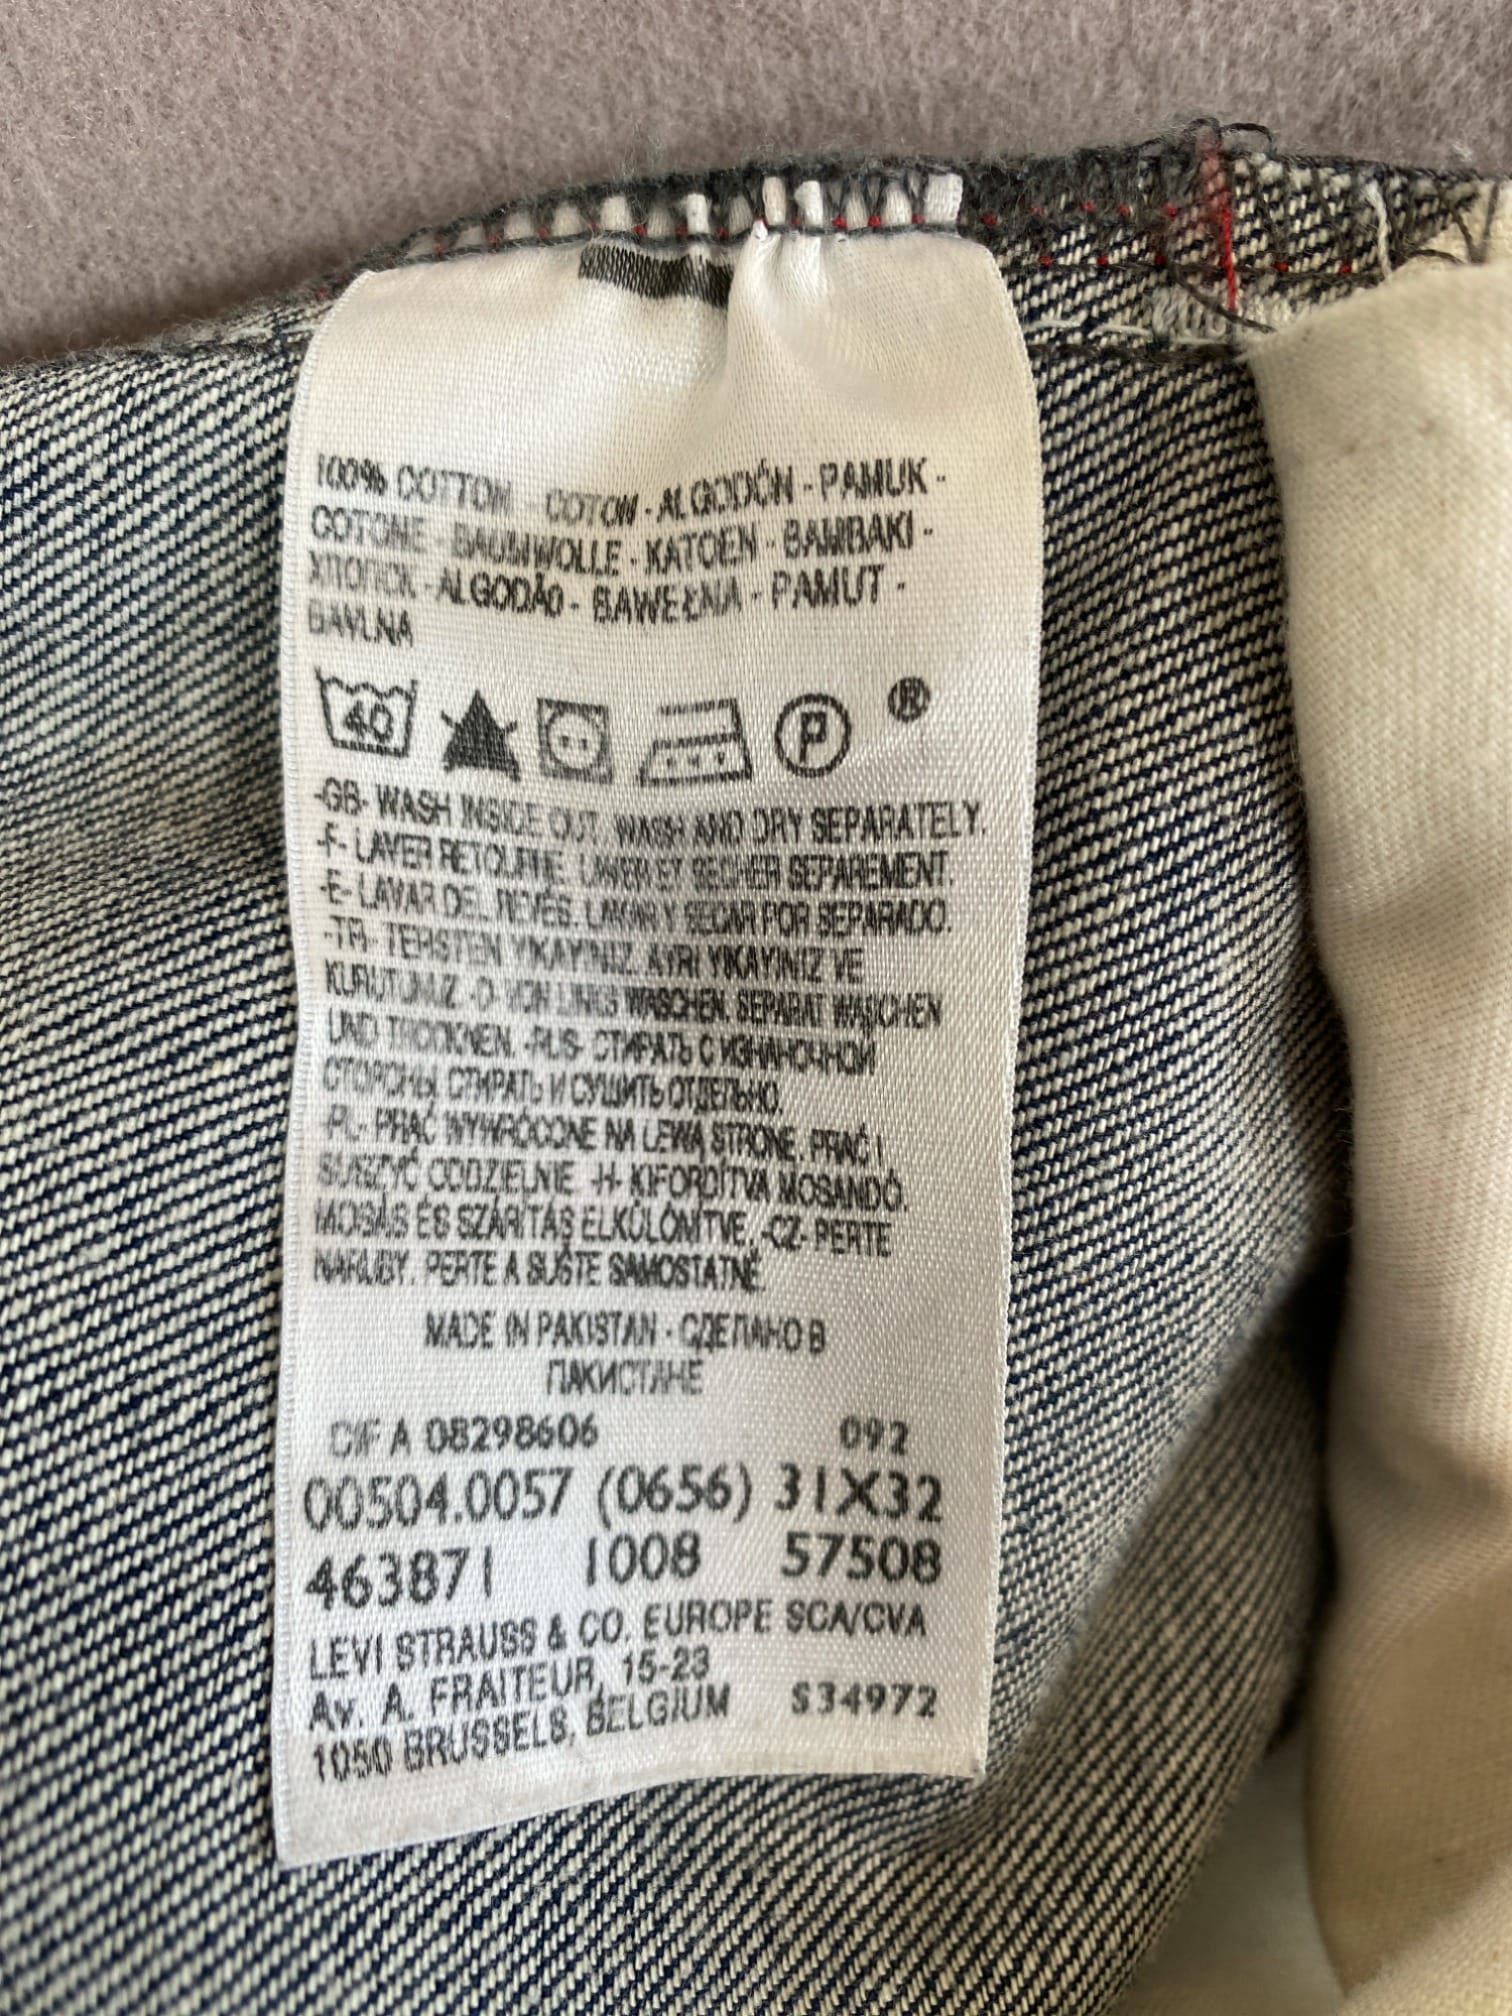 100% COTTON - COTON - ALGODÓN - PAMUK -
COTONE - BAUMWOLLE - KATOEN - BAMBAKI -
ХЛОПОК - ALGODÃO - BAWEŁNA - PAMUT -
BAVLNA
40 P ®
-GB- WASH INSIDE OUT. WASH AND DRY SEPARATELY.
-F- LAVER RETOURNE. LAVER ET SECHER SEPAREMENT.
-E- LAVAR DEL REVÉS. LAVAR Y SECAR POR SEPARADO.
-TR- TERSTEN YIKAYINIZ. AYRI YIKAYINIZ VE
KURUTUNUZ -D- VON LINKS WASCHEN. SEPARAT WASCHEN
UND TROCKNEN. -RUS- СТИРАТЬ С ИЗНАНОЧНОЙ
СТОРОНЫ. СТИРАТЬ И СУШИТЬ ОТДЕЛЬНО.
-PL- PRAĆ WYWRÓCONE NA LEWĄ STRONE. PRAĆ I
SUSZYĆ ODDZIELNIE -H- KIFORDÍTVA MOSANDÓ
MOSÁS ÉS SZÁRÍTÁS ELKÜLÖNÍTVE. -CZ- PERTE
NARUBY. PERTE A SUŠTE SAMOSTATNĚ.
MADE IN PAKISTAN - СДЕЛАНО В
ПАКИСТАНЕ
CIF A 08298606 092
00504.0057 (0656) 31X32
463871 1008 57508
LEVI STRAUSS & CO. EUROPE SCA/CVA
Av. A. FRAITEUR, 15-23
1050 BRUSSELS, BELGIUM S34972